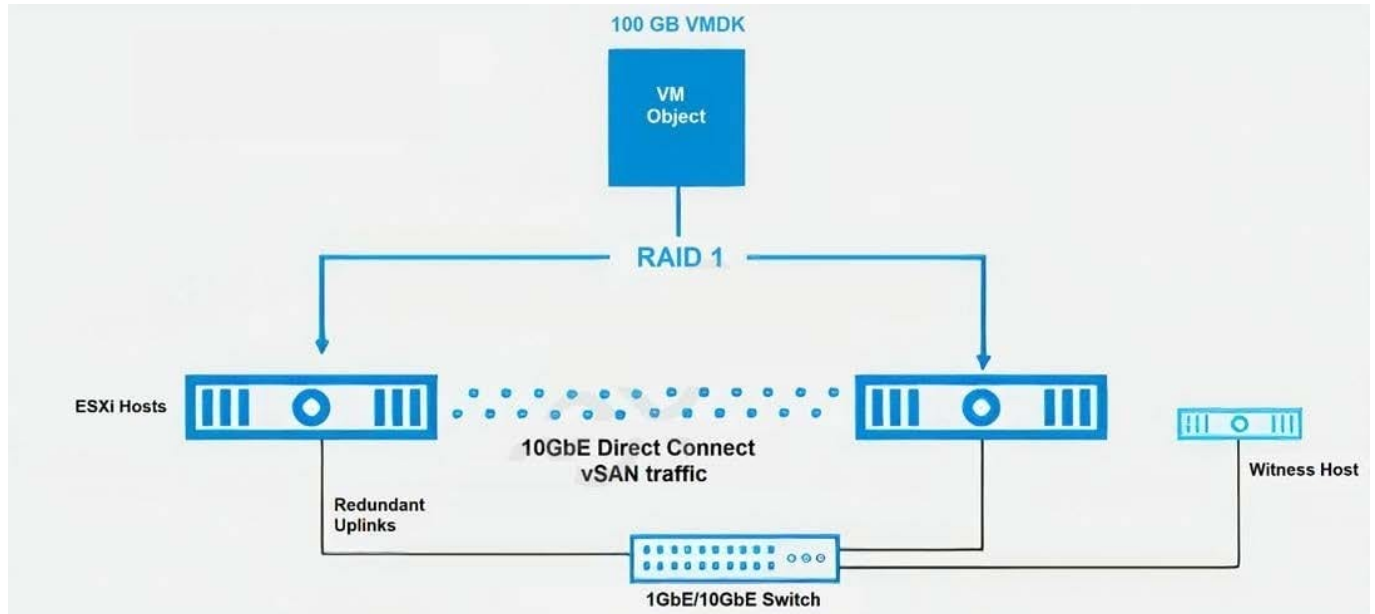 100 GB VMDK
VM
Object
RAID 1
ESXi Hosts
10GbE Direct Connect
vSAN traffic
Witness Host
Redundant
Uplinks
1GbE/10GbE Switch